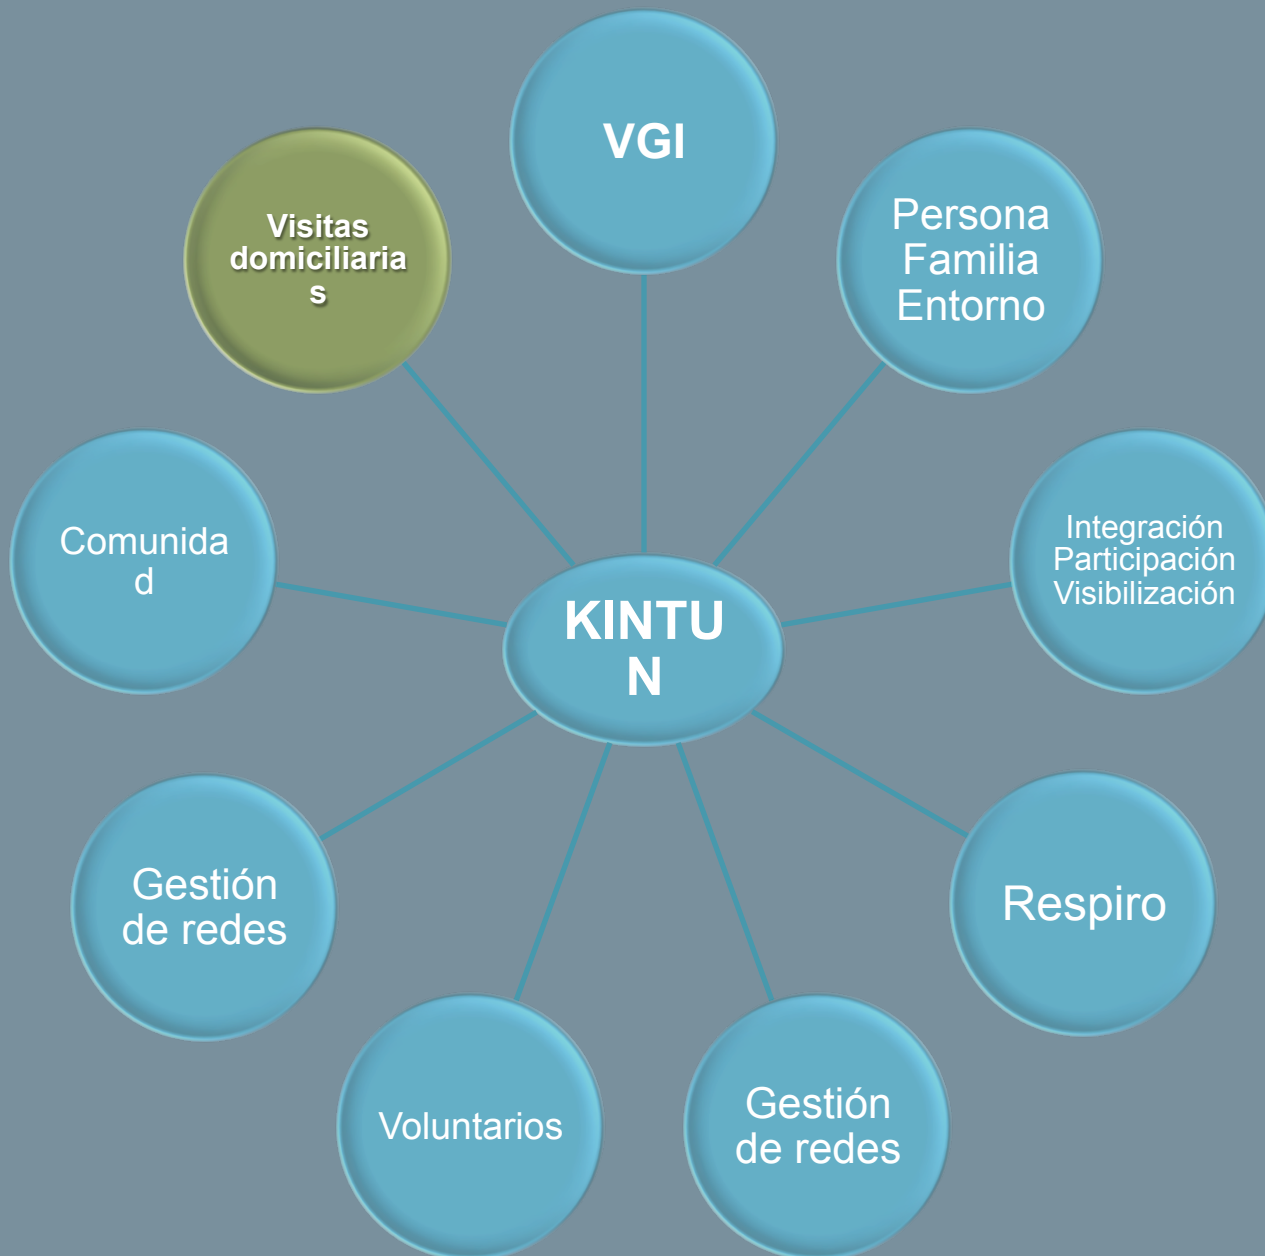 VGI
Persona
Familia
Entorno
Integración
Participación
Visibilización
Respiro
Gestión
de redes
Voluntarios
Gestión
de redes
Comunida
d
Visitas
domiciliaria
s
KINTU
N